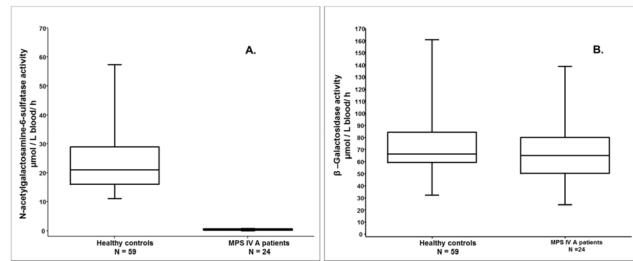 A.
N-acetylgalactosamine-6-sulfatase activity
µmol / L blood/ h
70
60
50
40
30
20
10
0
Healthy controls
N = 59
MPS IV A patients
N = 24
B.
β –Galactosidase activity
µmol / L blood/ h
170
160
150
140
130
120
110
100
90
80
70
60
50
40
30
20
10
0
Healthy controls
N = 59
MPS IV A patients
N =24